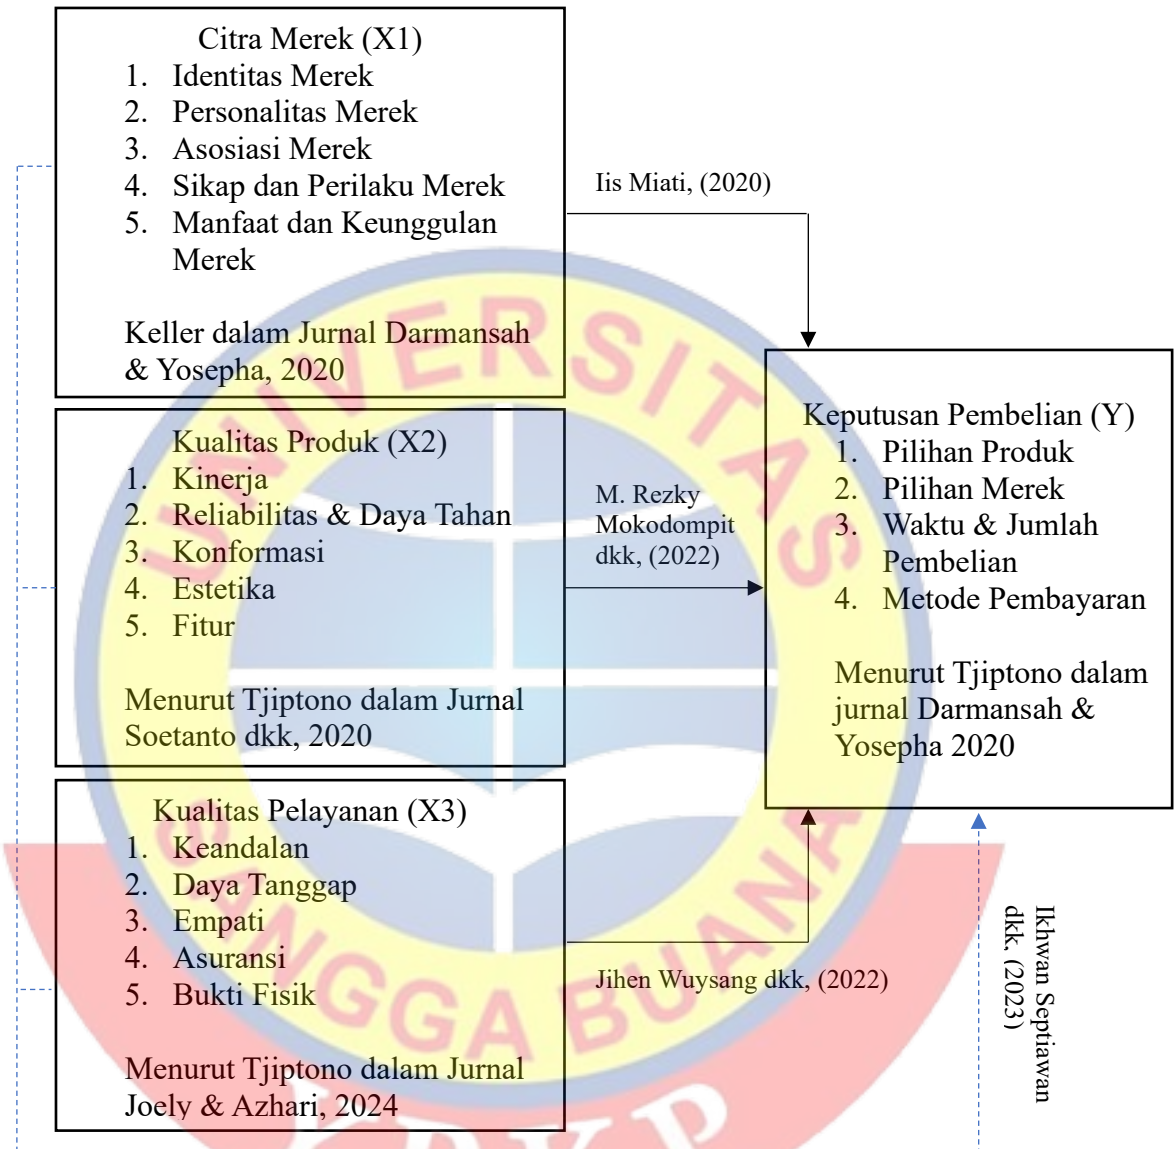 Citra Merek (X1)
1. Identitas Merek
2. Personalitas Merek
3. Asosiasi Merek
4. Sikap dan Perilaku Merek
5. Manfaat dan Keunggulan
Merek
Keller dalam Jurnal Darmansah
& Yosepha, 2020
Iis Miati, (2020)
Kualitas Produk (X2)
1. Kinerja
2. Reliabilitas & Daya Tahan
3. Konformasi
4. Estetika
5. Fitur
Menurut Tjiptono dalam Jurnal
Soetanto dkk, 2020
M. Rezky
Mokodompit
dkk, (2022)
Keputusan Pembelian (Y)
1. Pilihan Produk
2. Pilihan Merek
3. Waktu & Jumlah
Pembelian
4. Metode Pembayaran
Menurut Tjiptono dalam
jurnal Darmansah &
Yosepha 2020
Kualitas Pelayanan (X3)
1. Keandalan
2. Daya Tanggap
3. Empati
4. Asuransi
5. Bukti Fisik
Menurut Tjiptono dalam Jurnal
Joely & Azhari, 2024
Jihen Wuysang dkk, (2022)
Ikhwan Septiawan
dkk, (2023)
UNIVERSITAS
SANGGA BUANA
YPKP